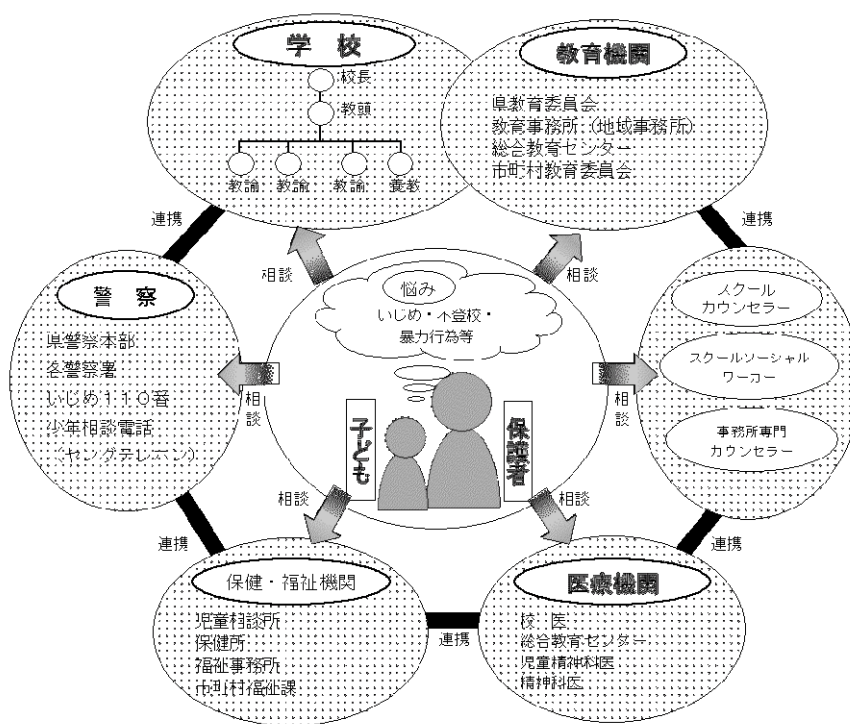 学 校
校長
教頭
教諭 教諭 教諭 養教
教育機関
県教育委員会
教育事務所（地域事務所）
総合教育センター
市町村教育委員会
連携
連携
相談
相談
悩み
いじめ・不登校・
暴力行為等
警 察
県警察本部
各警察署
いじめ１１０番
少年相談電話
（ヤングテレホン）
相談
相談
スクール
カウンセラー
スクールソーシャル
ワーカー
事務所専門
カウンセラー
子ども
保護者
相談
相談
連携
連携
保健・福祉機関
児童相談所
保健所
福祉事務所
市町村福祉課
連携
医療機関
校 医
総合教育センター
児童精神科医
精神科医